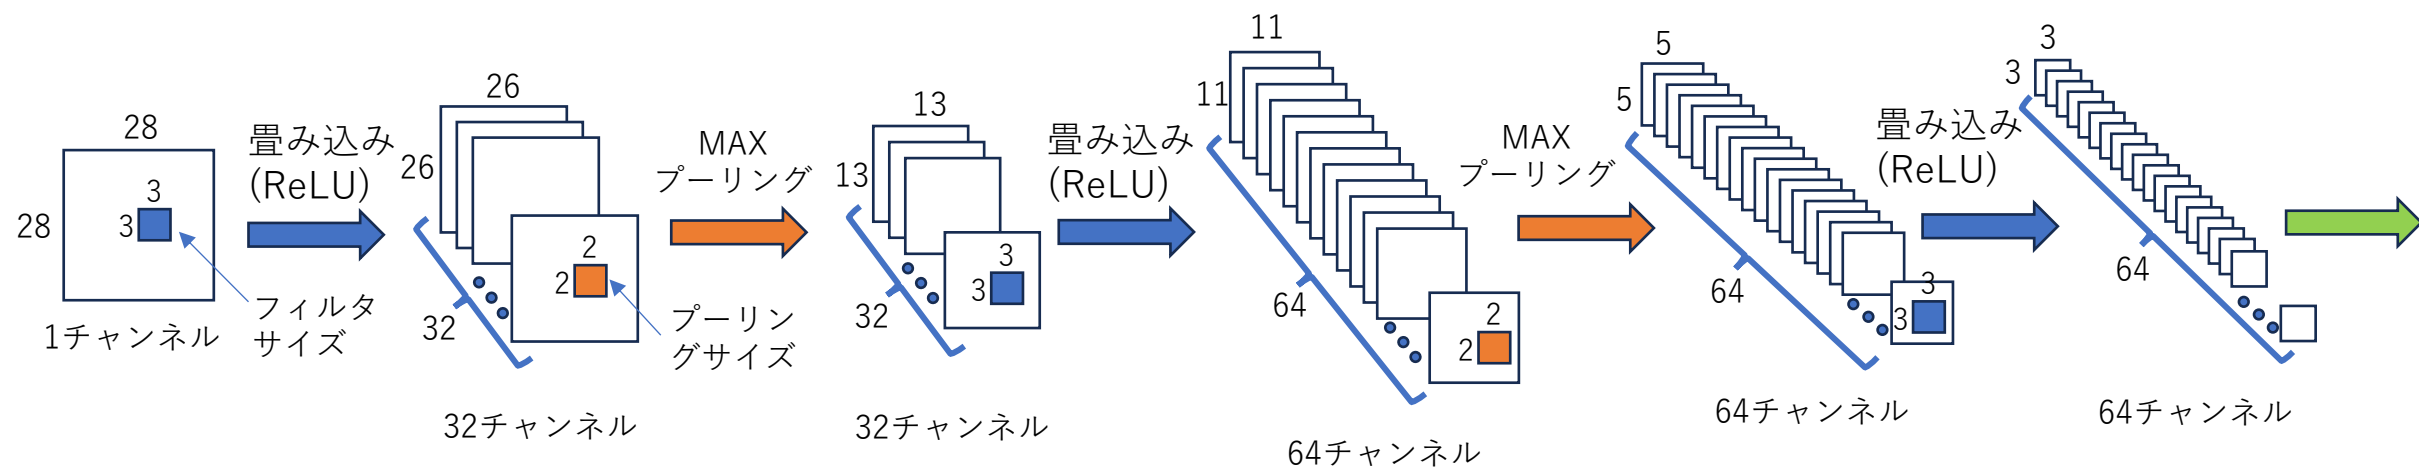 28
28
3
3
1チャンネル
畳み込み
(ReLU)
フィルタ
サイズ
26
26
2
2
32
32チャンネル
MAX
プーリング
プーリン
グサイズ
13
13
3
3
32
32チャンネル
畳み込み
(ReLU)
11
11
2
2
64
64チャンネル
MAX
プーリング
5
5
3
3
64
64チャンネル
畳み込み
(ReLU)
3
3
64
64チャンネル